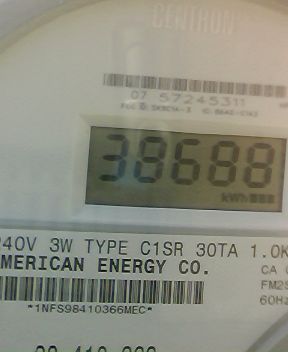 CENTRON
07 57245311
38688
kWh
240V 3W TYPE C1SR 30TA 1.0K
AMERICAN ENERGY CO.
CA
FM2S
60Hz
*1NFS98410366MEC*